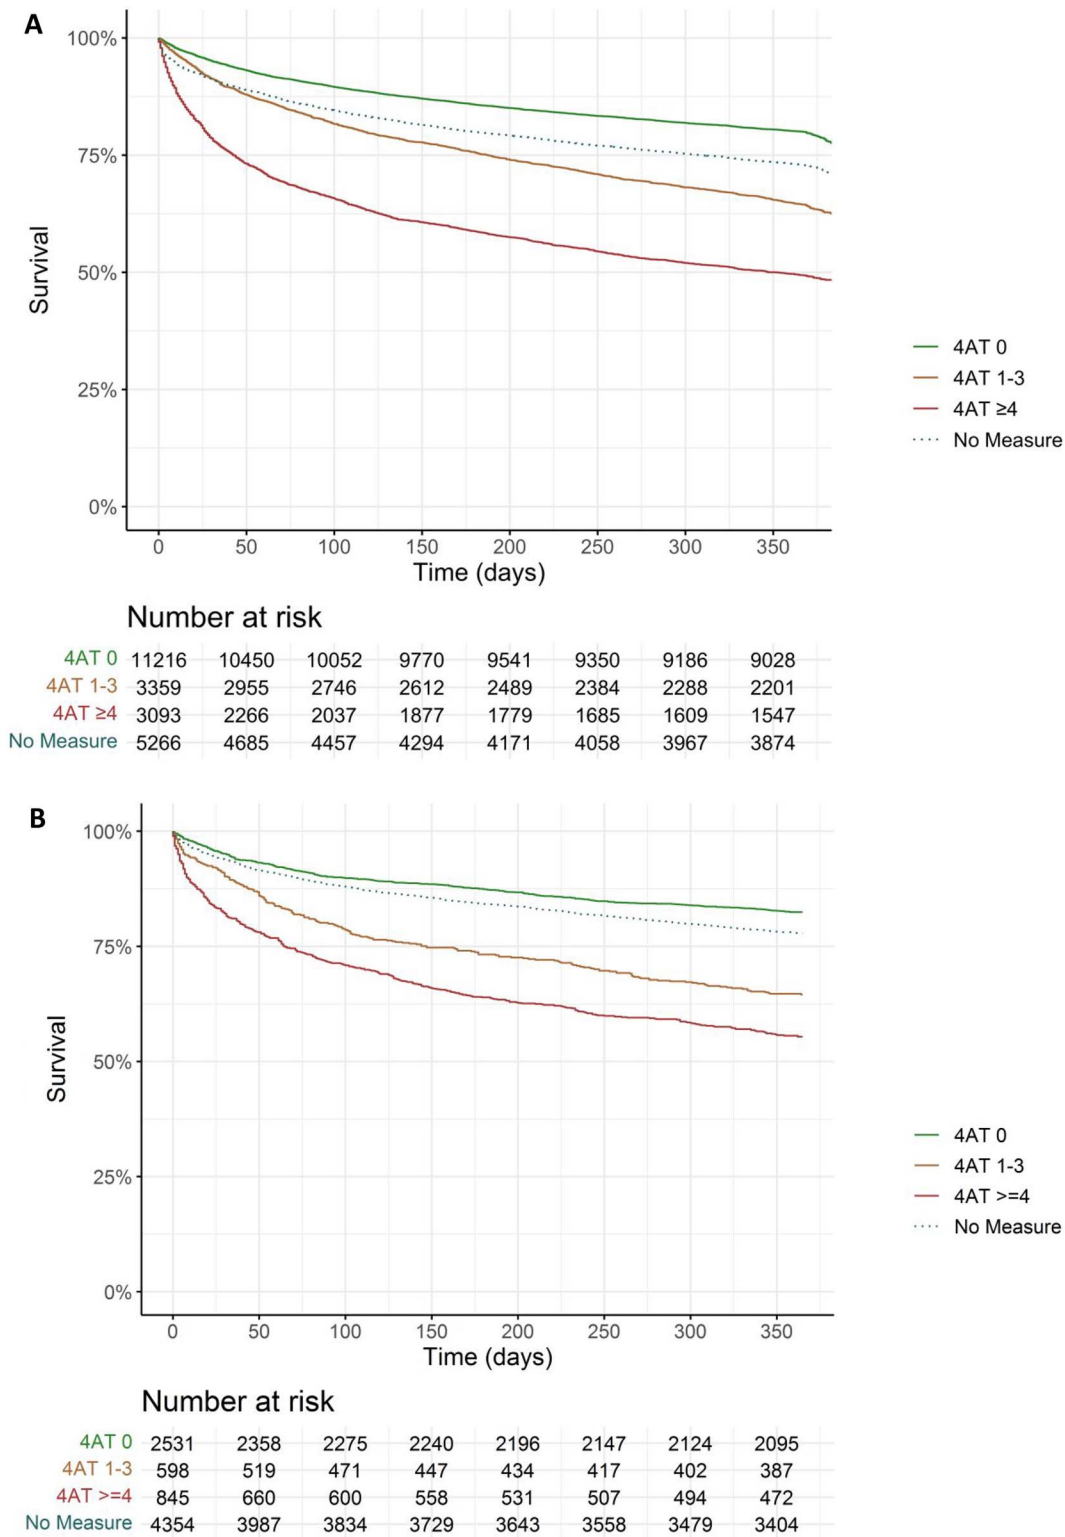 A
100%
75%
50%
25%
0%
Survival
0 50 100 150 200 250 300 350
Time (days)
4AT 0
4AT 1-3
4AT ≥4
No Measure
Number at risk
4AT 0 11216 10450 10052 9770 9541 9350 9186 9028
4AT 1-3 3359 2955 2746 2612 2489 2384 2288 2201
4AT ≥4 3093 2266 2037 1877 1779 1685 1609 1547
No Measure 5266 4685 4457 4294 4171 4058 3967 3874
B
100%
75%
50%
25%
0%
Survival
0 50 100 150 200 250 300 350
Time (days)
4AT 0
4AT 1-3
4AT >=4
No Measure
Number at risk
4AT 0 2531 2358 2275 2240 2196 2147 2124 2095
4AT 1-3 598 519 471 447 434 417 402 387
4AT >=4 845 660 600 558 531 507 494 472
No Measure 4354 3987 3834 3729 3643 3558 3479 3404